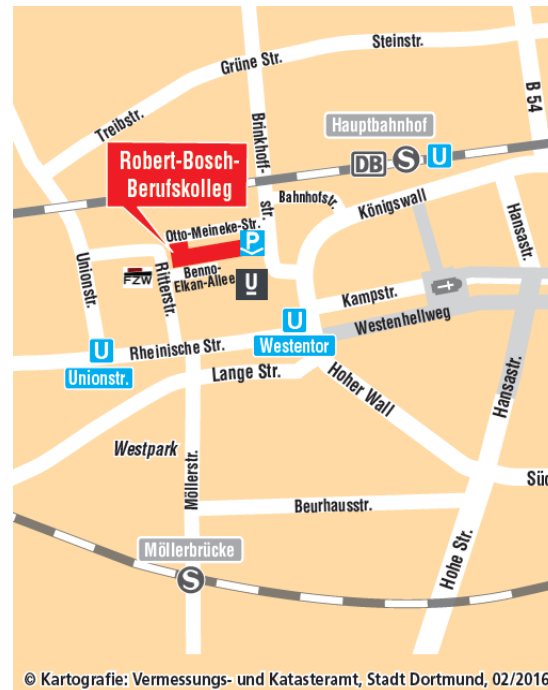 Steinstr.
Grüne Str.
B 54
Treibstr.
Brinkhoff-
str.
Hauptbahnhof
DB S U
Robert-Bosch-
Berufskolleg
Bahnhofstr.
Königswall
Otto-Meineke-Str.
P
Hansastr.
Unionstr.
FZW
Ritterstr.
Benno-
Elkan-Allee
U
Kampstr.
U
Westentor
Westenhellweg
U
Unionstr.
Rheinische Str.
Lange Str.
Hoher Wall
Hansastr.
Westpark
Möllerstr.
Süd
Beurhausstr.
Möllerbrücke
S
Hohe Str.
© Kartografie: Vermessungs- und Katasteramt, Stadt Dortmund, 02/2016